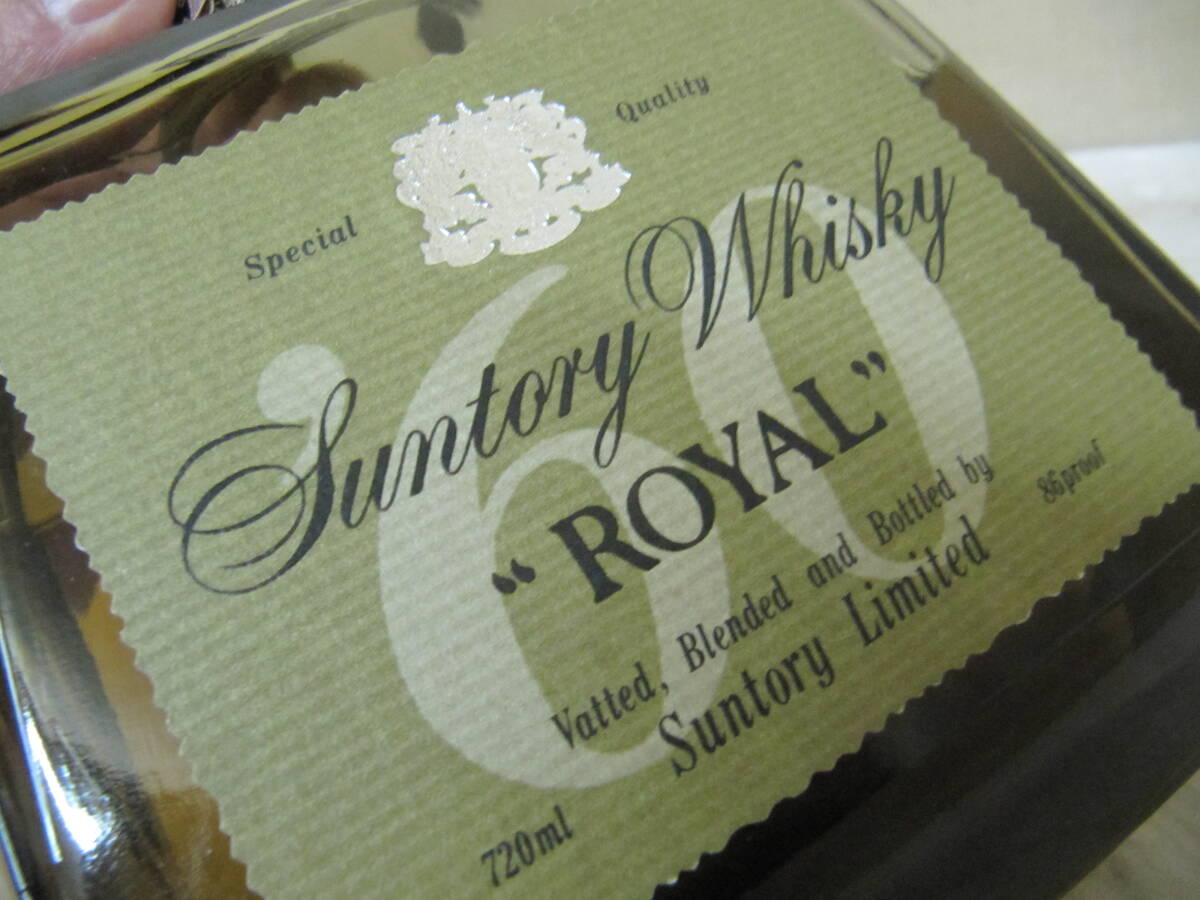 Special Quality
'60
Suntory Whisky
"ROYAL"
Vatted, Blended and Bottled by
Suntory Limited
720ml 86proof